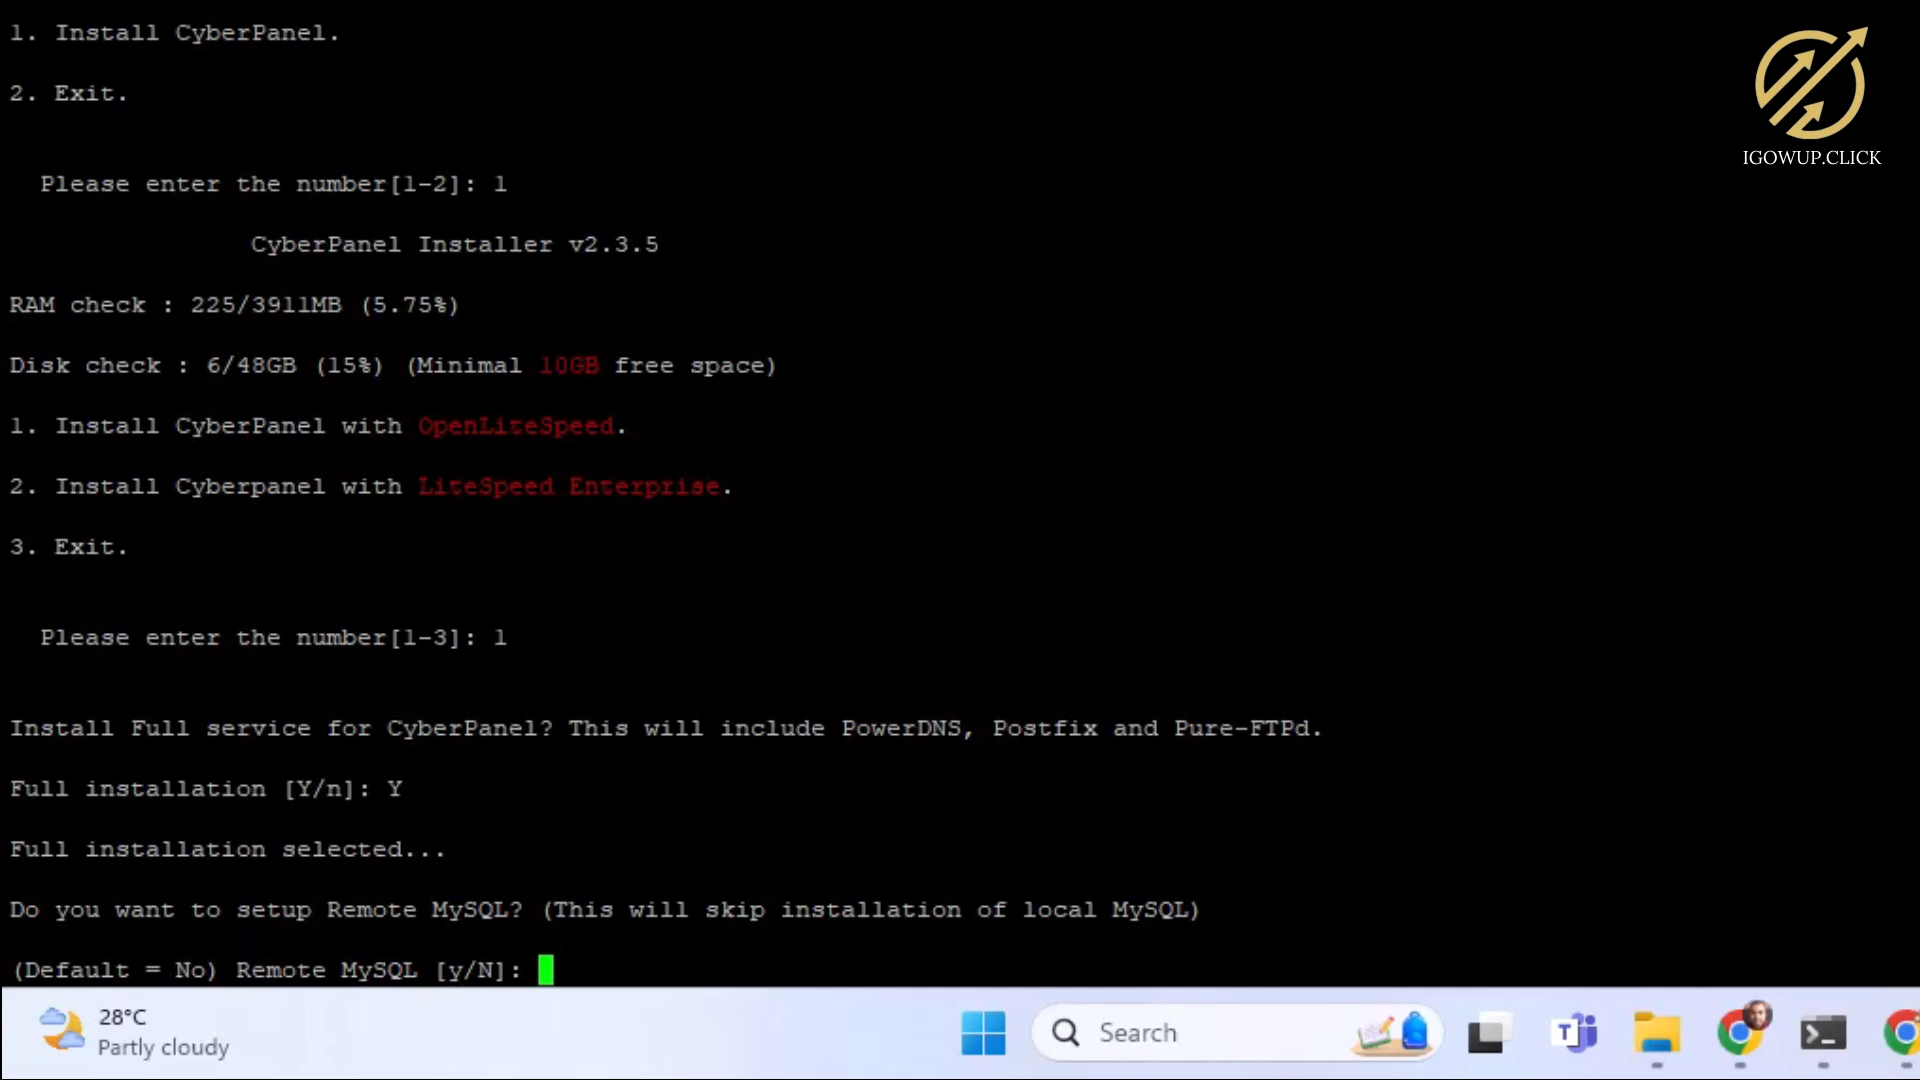 1. Install CyberPanel.
2. Exit.
Please enter the number[1-2]: 1
CyberPanel Installer v2.3.5
RAM check : 225/3911MB (5.75%)
Disk check : 6/48GB (15%) (Minimal 10GB free space)
1. Install CyberPanel with OpenLiteSpeed.
2. Install Cyberpanel with LiteSpeed Enterprise.
3. Exit.
Please enter the number[1-3]: 1
Install Full service for CyberPanel? This will include PowerDNS, Postfix and Pure-FTPd.
Full installation [Y/n]: Y
Full installation selected...
Do you want to setup Remote MySQL? (This will skip installation of local MySQL)
(Default = No) Remote MySQL [y/N]:
IGOWUP.CLICK
28°C
Partly cloudy
Search